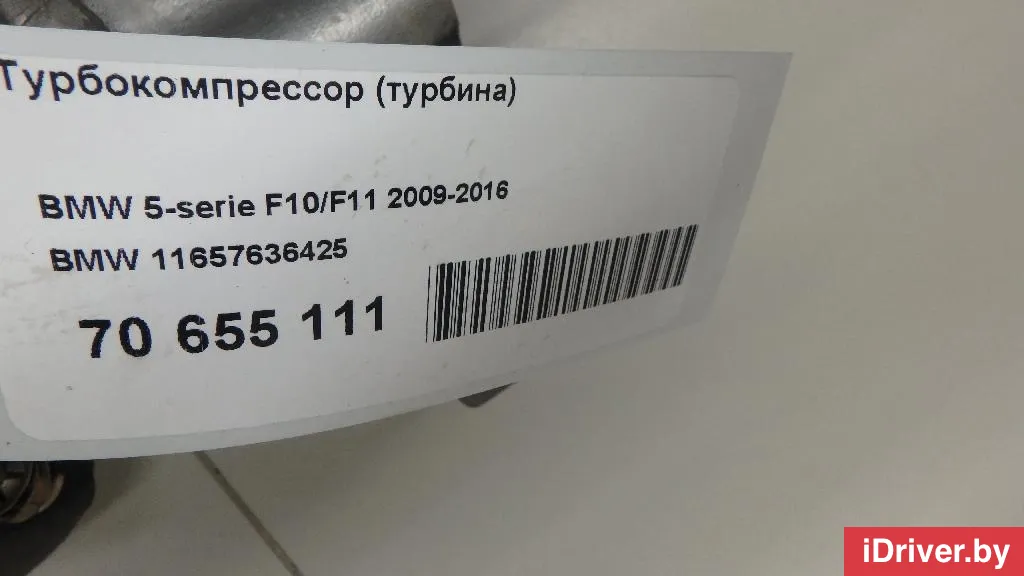 Турбокомпрессор (турбина)
BMW 5-serie F10/F11 2009-2016
BMW 11657636425
70 655 111
iDriver.by